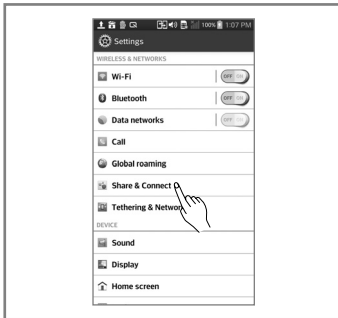 100% 1:07 PM
Settings
WIRELESS & NETWORKS
Wi-Fi OFF ON
Bluetooth OFF ON
Data networks OFF ON
Call
Global roaming
Share & Connect
Tethering & Networ
DEVICE
Sound
Display
Home screen